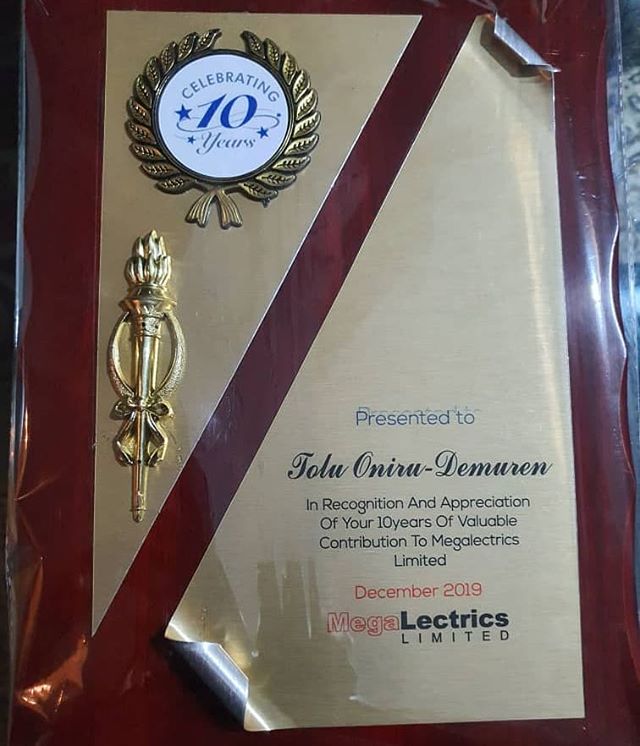 CELEBRATING
10
Years
Presented to
Tolu Oniru-Demuren
In Recognition And Appreciation
Of Your 10years Of Valuable
Contribution To Megalectrics
Limited
December 2019
MegaLectrics
LIMITED